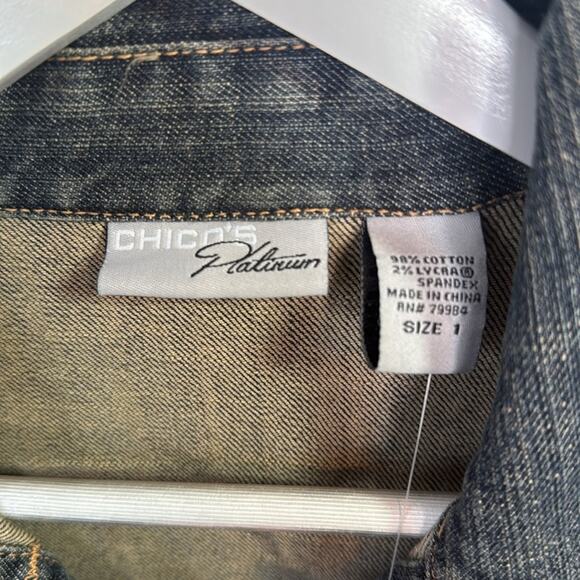 CHICO'S
Platinum
98% COTTON
2% LYCRA®
SPANDEX
MADE IN CHINA
RN# 79984
SIZE 1